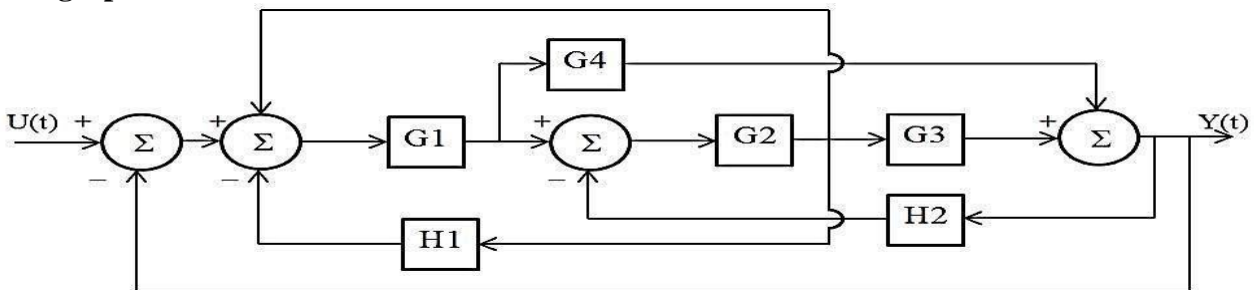 G4
U(t) + Σ + Σ G1 + Σ G2 G3 + Σ Y(t)
− − −
H1 H2